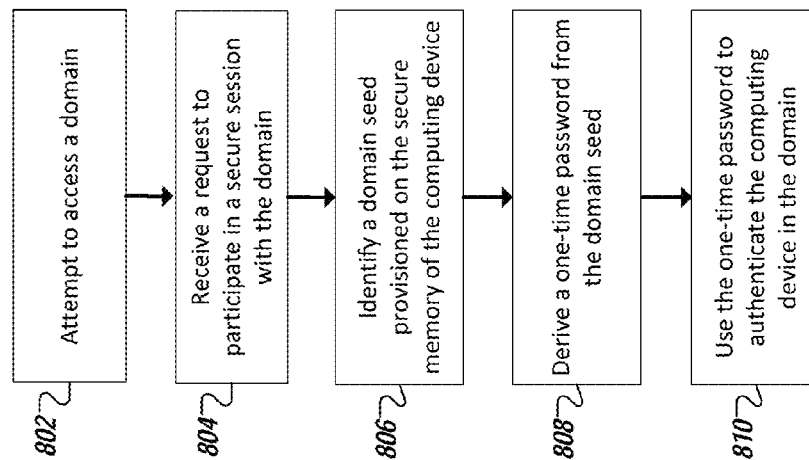 802
Attempt to access a domain
804
Receive a request to
participate in a secure session
with the domain
806
Identify a domain seed
provisioned on the secure
memory of the computing device
808
Derive a one-time password from
the domain seed
810
Use the one-time password to
authenticate the computing
device in the domain